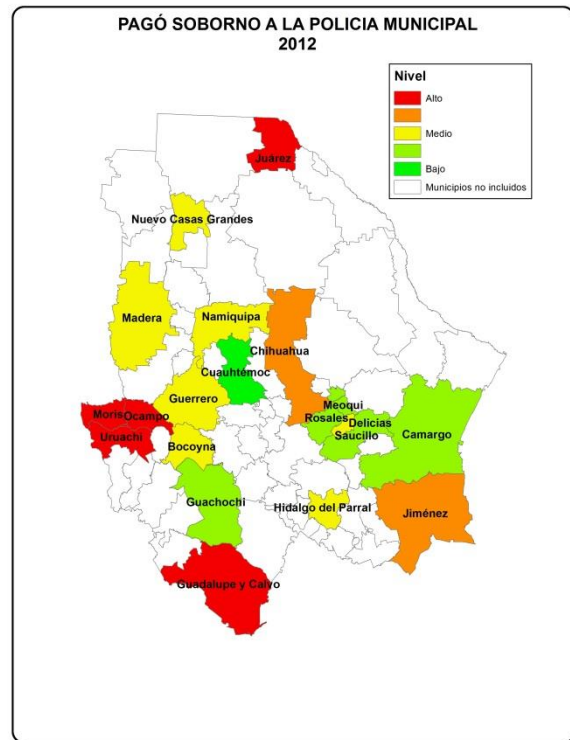 PAGÓ SOBORNO A LA POLICIA MUNICIPAL
2012
Nivel
Alto
Medio
Bajo
Municipios no incluidos
Juárez
Nuevo Casas Grandes
Madera
Namiquipa
Chihuahua
Cuauhtémoc
Guerrero
Meoqui
Moris
Ocampo
Rosales
Delicias
Uruachi
Saucillo
Camargo
Bocoyna
Guachochi
Hidalgo del Parral
Jiménez
Guadalupe y Calvo